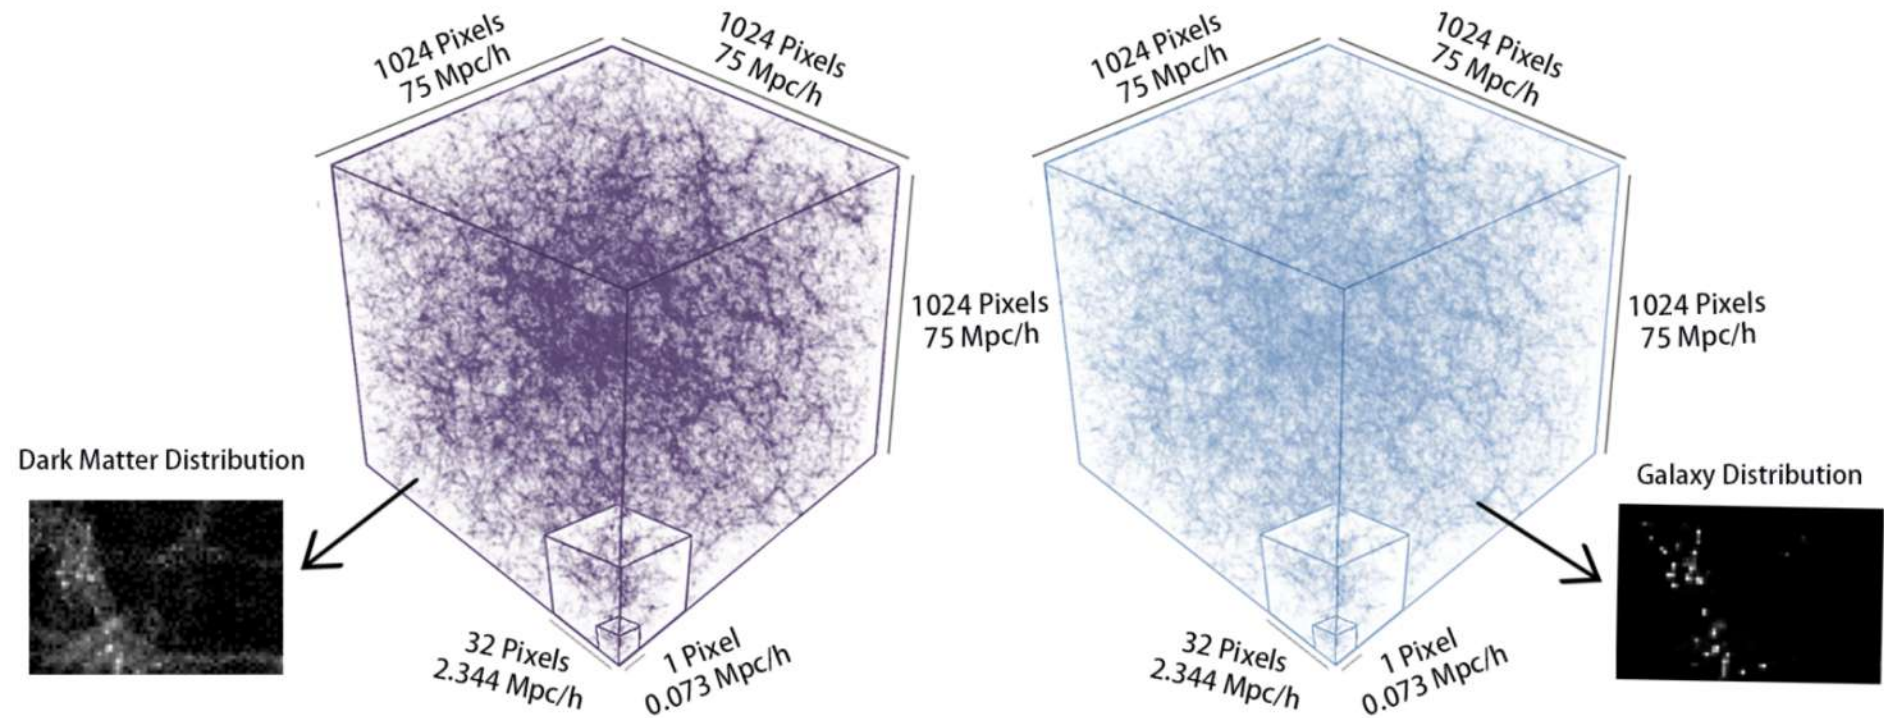 1024 Pixels
75 Mpc/h
1024 Pixels
75 Mpc/h
1024 Pixels
75 Mpc/h
Dark Matter Distribution
32 Pixels
2.344 Mpc/h
1 Pixel
0.073 Mpc/h
1024 Pixels
75 Mpc/h
1024 Pixels
75 Mpc/h
1024 Pixels
75 Mpc/h
Galaxy Distribution
32 Pixels
2.344 Mpc/h
1 Pixel
0.073 Mpc/h